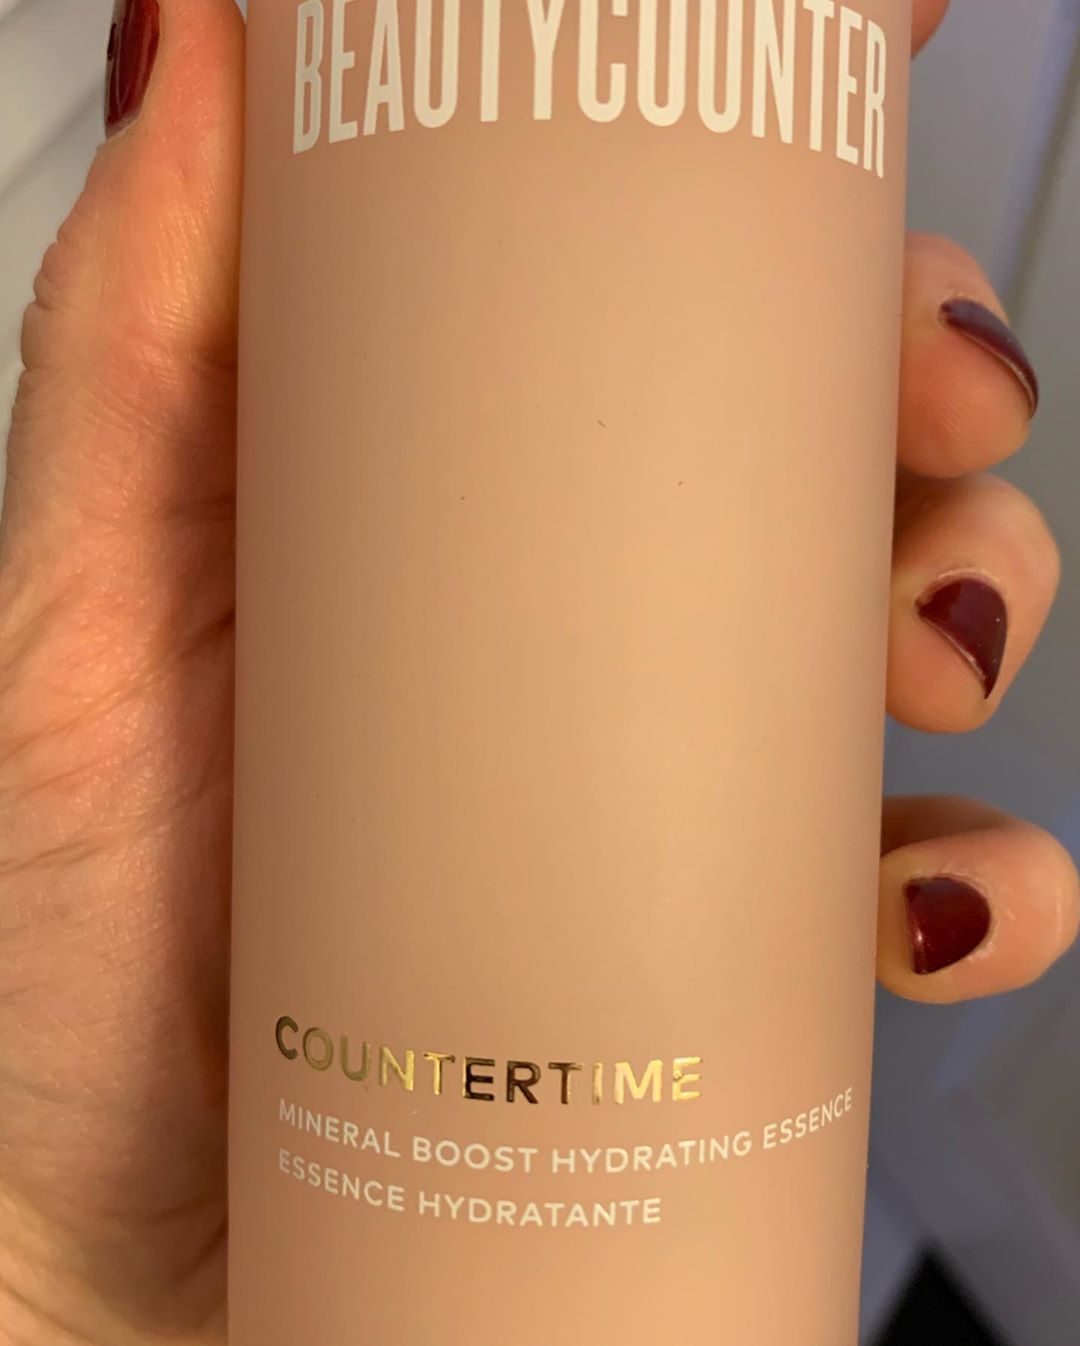 BEAUTYCOUNTER
COUNTERTIME
MINERAL BOOST HYDRATING ESSENCE
ESSENCE HYDRATANTE